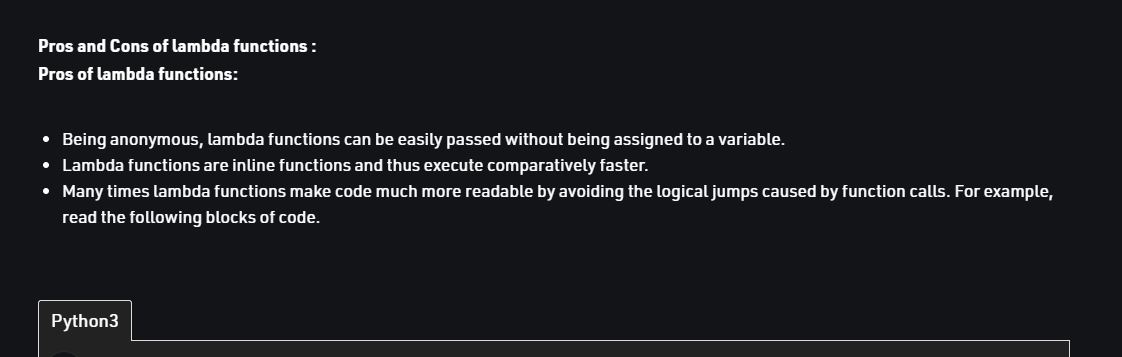 Pros and Cons of lambda functions :
Pros of lambda functions:
• Being anonymous, lambda functions can be easily passed without being assigned to a variable.
• Lambda functions are inline functions and thus execute comparatively faster.
• Many times lambda functions make code much more readable by avoiding the logical jumps caused by function calls. For example,
read the following blocks of code.
Python3